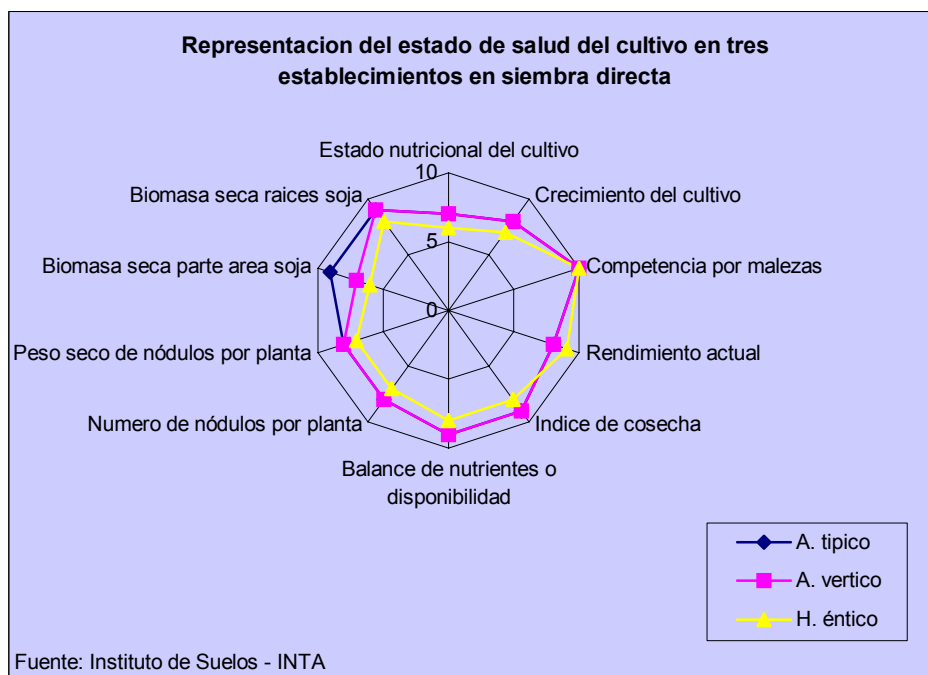 Representacion del estado de salud del cultivo en tres
establecimientos en siembra directa
Estado nutricional del cultivo
10
Biomasa seca raices soja
Crecimiento del cultivo
5
Biomasa seca parte area soja
Competencia por malezas
0
Peso seco de nódulos por planta
Rendimiento actual
Numero de nódulos por planta
Indice de cosecha
Balance de nutrientes o
disponibilidad
A. tipico
A. vertico
H. éntico
Fuente: Instituto de Suelos - INTA